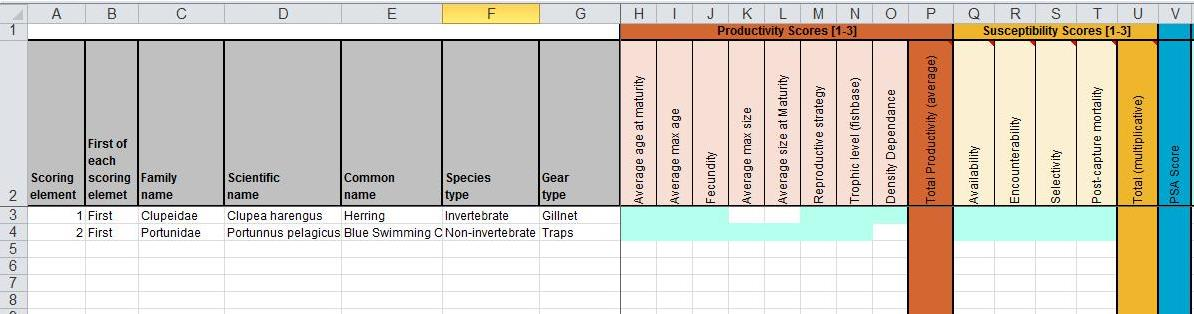 A B C D E F G H I J K L M N O P Q R S T U V
1 Productivity Scores [1-3] Susceptibility Scores [1-3]
2 Scoring element First of each scoring elemet Family name Scientific name Common name Species type Gear type Average age at maturity Average max age Fecundity Average max size Average size at Maturity Reproductive strategy Trophic level (fishbase) Density Dependance Total Productivity (average) Availability Encounterability Selectivity Post-capture mortality Total (multiplicative) PSA Score
3 1 First Clupeidae Clupea harengus Herring Invertebrate Gillnet
4 2 First Portunidae Portunnus pelagicus Blue Swimming C Non-invertebrate Traps
5
6
7
8